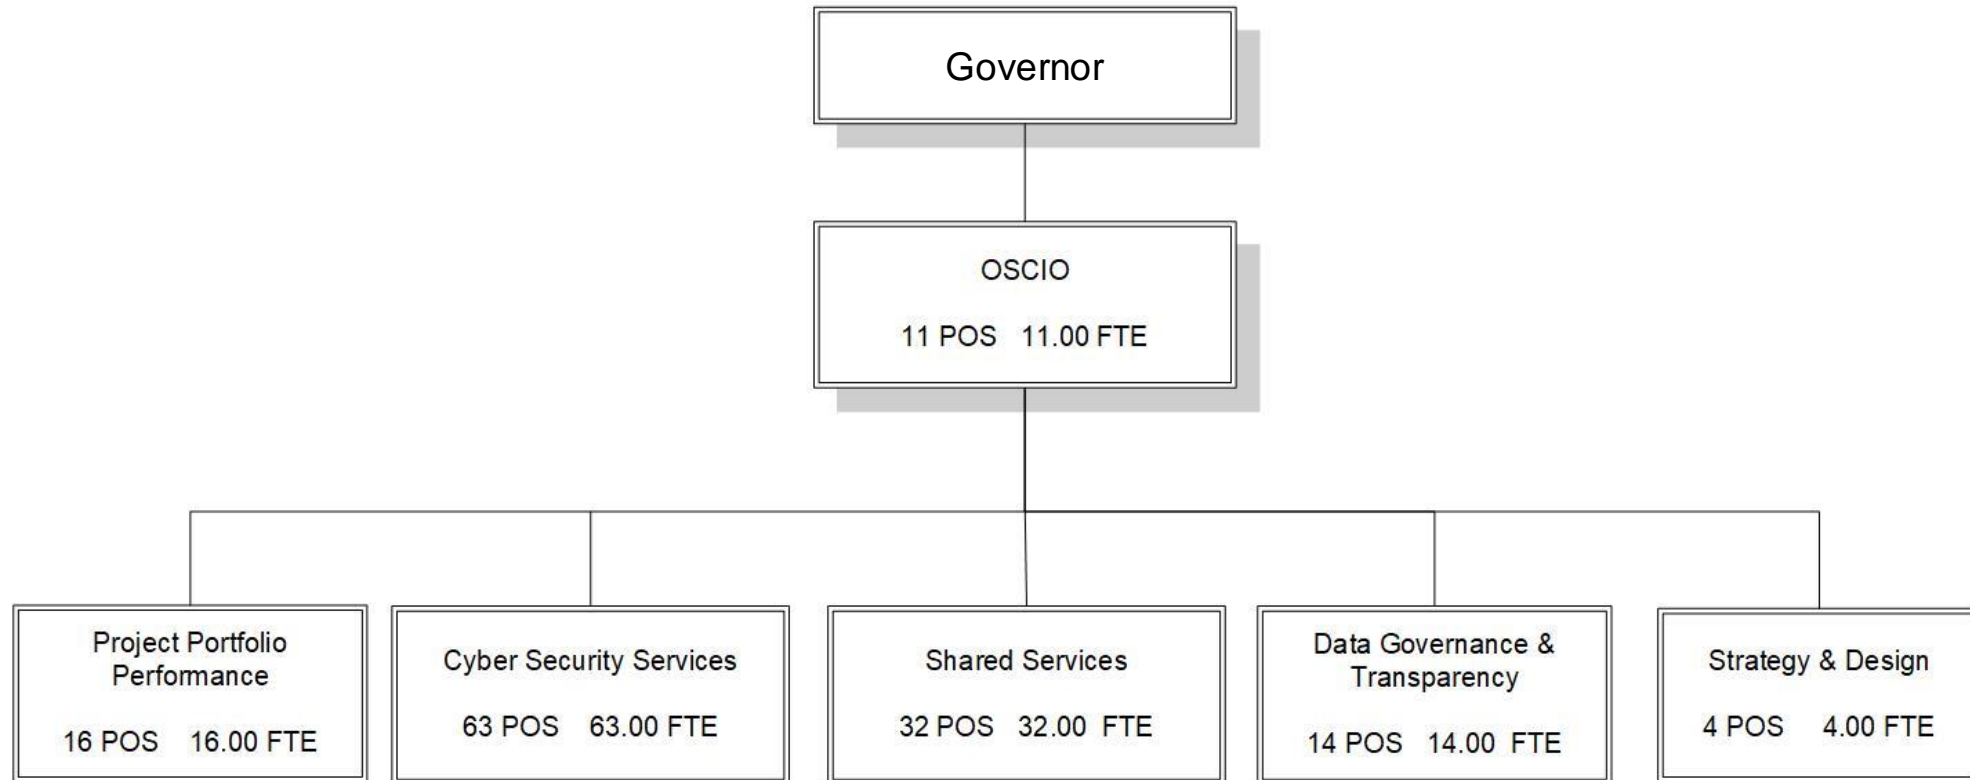 Governor
OSCIO
11 POS 11.00 FTE
Project Portfolio
Performance
16 POS 16.00 FTE
Cyber Security Services
63 POS 63.00 FTE
Shared Services
32 POS 32.00 FTE
Data Governance &
Transparency
14 POS 14.00 FTE
Strategy & Design
4 POS 4.00 FTE